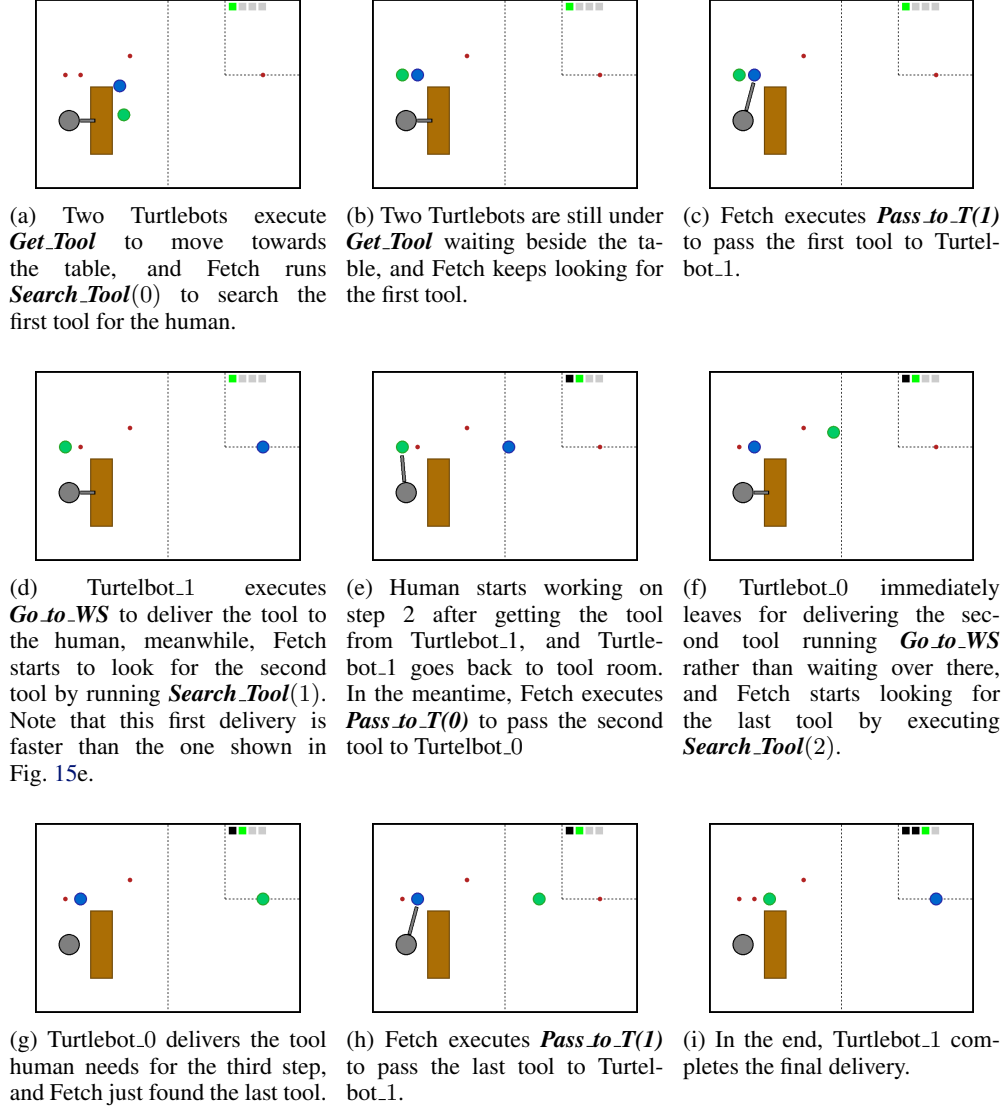 (a) Two Turtlebots execute
Get_Tool to move towards
the table, and Fetch runs
Search_Tool(0) to search the
first tool for the human.
(b) Two Turtlebots are still under
Get_Tool waiting beside the ta-
ble, and Fetch keeps looking for
the first tool.
(c) Fetch executes Pass_to_T(1)
to pass the first tool to Turtel-
bot_1.
(d) Turtelbot_1 executes
Go_to_WS to deliver the tool to
the human, meanwhile, Fetch
starts to look for the second
tool by running Search_Tool(1).
Note that this first delivery is
faster than the one shown in
Fig. 15e.
(e) Human starts working on
step 2 after getting the tool
from Turtlebot_1, and Turtle-
bot_1 goes back to tool room.
In the meantime, Fetch executes
Pass_to_T(0) to pass the second
tool to Turtelbot_0
(f) Turtlebot_0 immediately
leaves for delivering the sec-
ond tool running Go_to_WS
rather than waiting over there,
and Fetch starts looking for
the last tool by executing
Search_Tool(2).
(g) Turtlebot_0 delivers the tool
human needs for the third step,
and Fetch just found the last tool.
(h) Fetch executes Pass_to_T(1)
to pass the last tool to Turtel-
bot_1.
(i) In the end, Turtlebot_1 com-
pletes the final delivery.